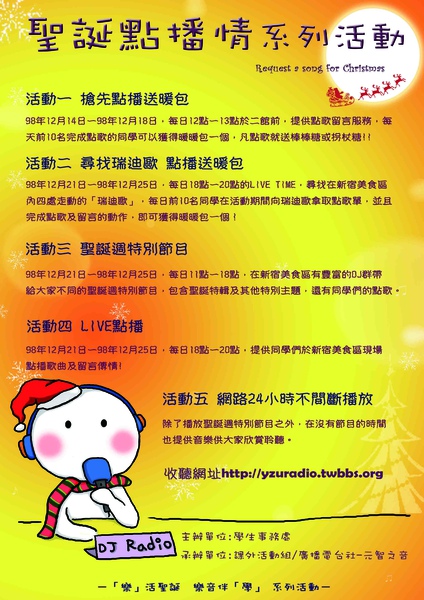 聖誕點播情系列活動
Request a song for Christmas
活動一 搶先點播送暖包
98年12月14日一98年12月18日，每日12點一13點於二館前，提供點歌留言服務，每
天前10名完成點歌的同學可以獲得暖暖包一個，凡點歌就送棒棒糖或拐杖糖!!
活動二 尋找瑞迪歐 點播送暖包
98年12月21日一98年12月25日，每日18點一20點的LIVE TIME，尋找在新宿美食區
內四處走動的「瑞迪歐」，每日前10名同學在活動期間向瑞迪歐拿取點歌單，並且
完成點歌及留言的動作，即可獲得暖暖包一個！
活動三 聖誕週特別節目
98年12月21日一98年12月25日，每日11點一18點，在新宿美食區有豐富的DJ群帶
給大家不同的聖誕週特別節目，包含聖誕特輯及其他特別主題，還有同學們的點歌。
活動四 LIVE點播
98年12月21日一98年12月25日，每日18點一20點，提供同學們於新宿美食區現場
點播歌曲及留言傳情!
活動五 網路24小時不間斷播放
除了播放聖誕週特別節目之外，在沒有節目的時間
也提供音樂供大家欣賞聆聽。
收聽網址http://yzuradio.twbbs.org
DJ Radio
主辦單位:學生事務處
承辦單位:課外活動組/廣播電台社-元智之音
一「樂」活聖誕 樂音伴「學」 系列活動一